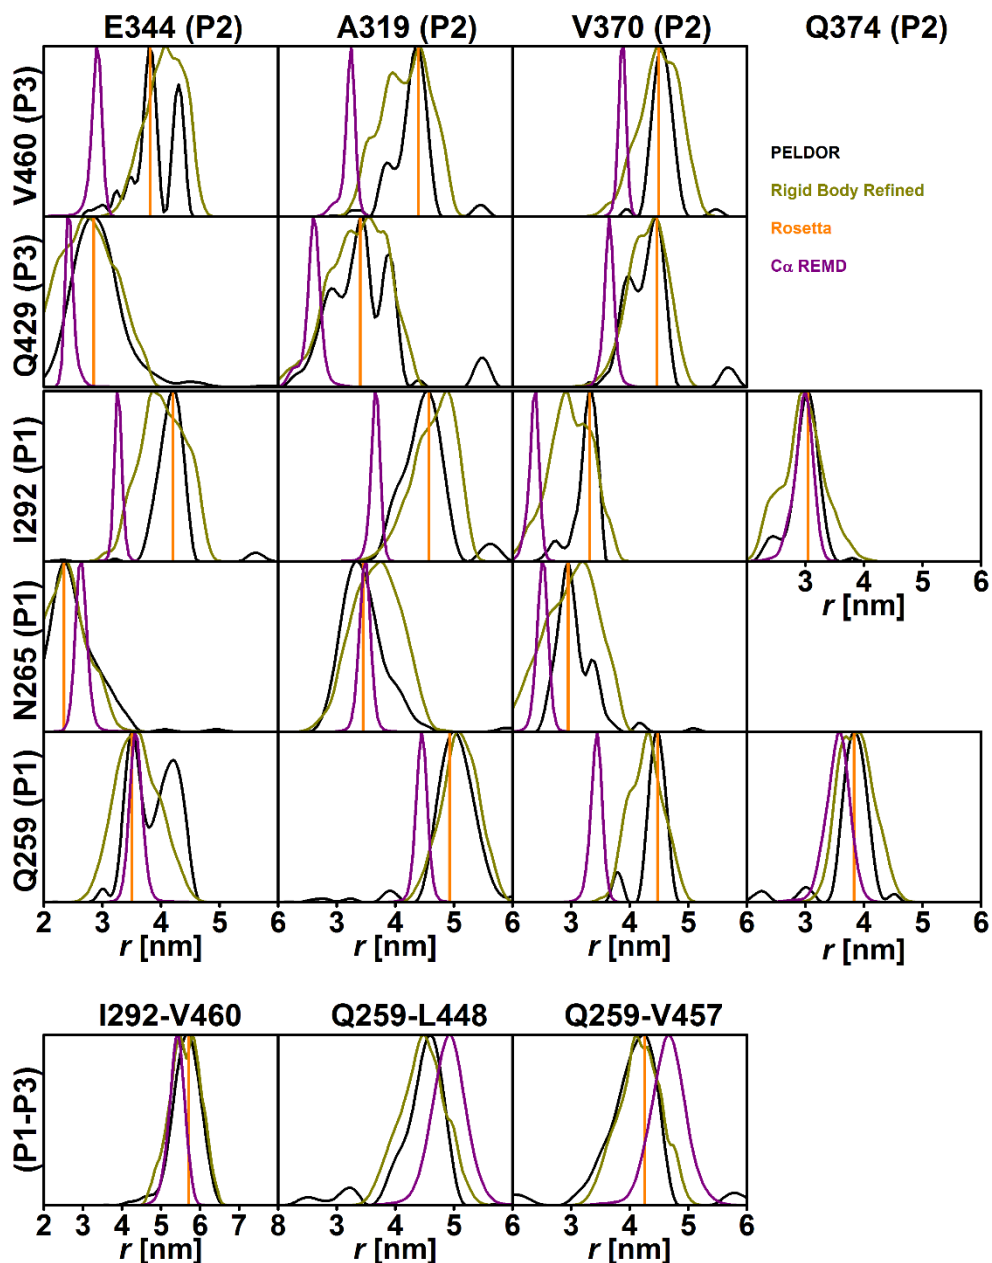 E344 (P2) A319 (P2) V370 (P2) Q374 (P2)
V460 (P3)
PELDOR
Rigid Body Refined
Rosetta
Cα REMD
Q429 (P3)
I292 (P1)
3 4 5 6
r [nm]
N265 (P1)
Q259 (P1)
2 3 4 5 6 3 4 5 6 3 4 5 6 3 4 5 6
r [nm] r [nm] r [nm] r [nm]
I292-V460 Q259-L448 Q259-V457
(P1-P3)
2 3 4 5 6 7 8 3 4 5 6 3 4 5 6
r [nm] r [nm] r [nm]